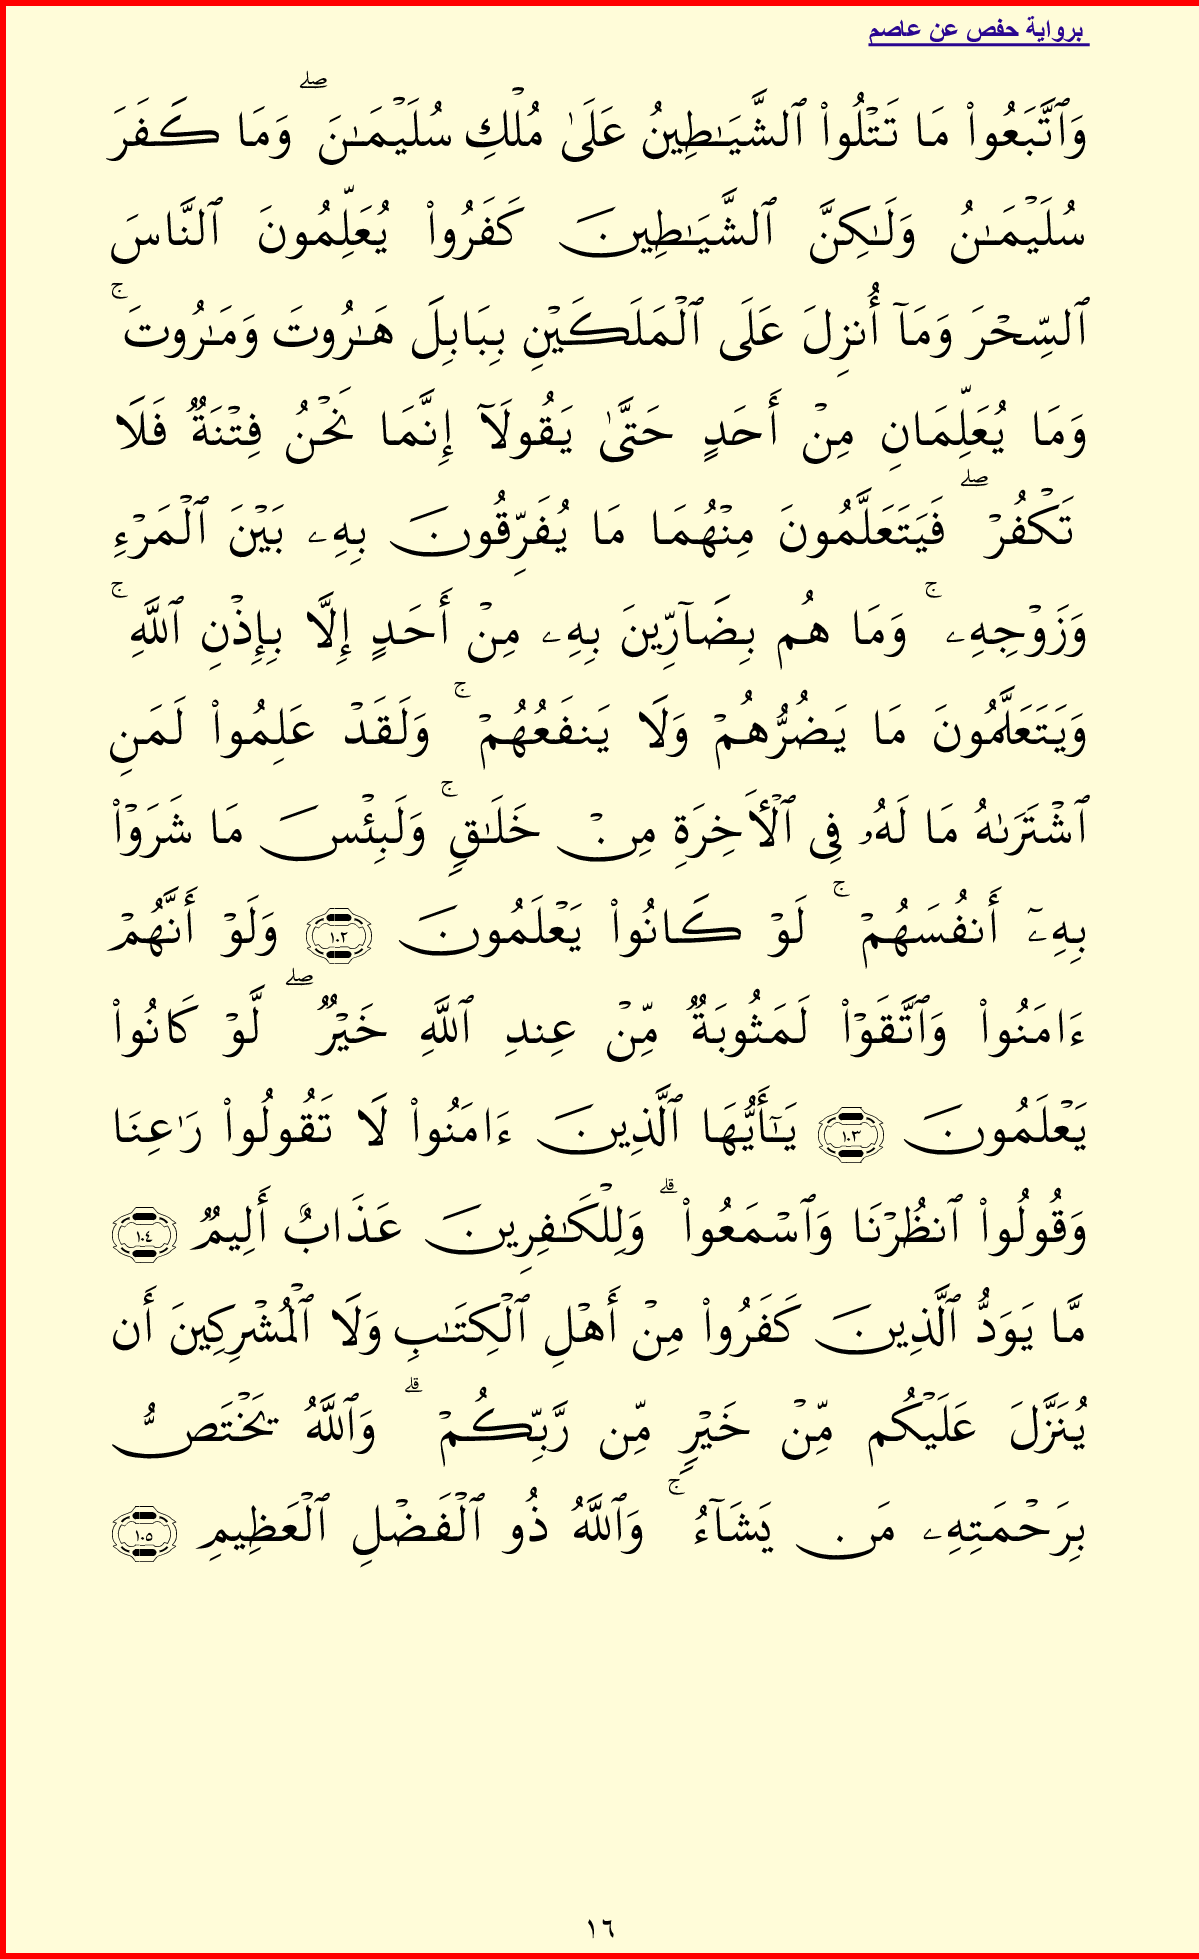 برواية حفص عن عاصم
وَٱتَّبَعُوا۟ مَا تَتْلُوا۟ ٱلشَّيَـٰطِينُ عَلَىٰ مُلْكِ سُلَيْمَـٰنَ ۖ وَمَا كَفَرَ
سُلَيْمَـٰنُ وَلَـٰكِنَّ ٱلشَّيَـٰطِينَ كَفَرُوا۟ يُعَلِّمُونَ ٱلنَّاسَ
ٱلسِّحْرَ وَمَآ أُنزِلَ عَلَى ٱلْمَلَكَيْنِ بِبَابِلَ هَـٰرُوتَ وَمَـٰرُوتَ ۚ
وَمَا يُعَلِّمَانِ مِنْ أَحَدٍ حَتَّىٰ يَقُولَآ إِنَّمَا نَحْنُ فِتْنَةٌ فَلَا
تَكْفُرْ ۖ فَيَتَعَلَّمُونَ مِنْهُمَا مَا يُفَرِّقُونَ بِهِۦ بَيْنَ ٱلْمَرْءِ
وَزَوْجِهِۦ ۚ وَمَا هُم بِضَآرِّينَ بِهِۦ مِنْ أَحَدٍ إِلَّا بِإِذْنِ ٱللَّهِ ۚ
وَيَتَعَلَّمُونَ مَا يَضُرُّهُمْ وَلَا يَنفَعُهُمْ ۚ وَلَقَدْ عَلِمُوا۟ لَمَنِ
ٱشْتَرَىٰهُ مَا لَهُۥ فِى ٱلْـَٔاخِرَةِ مِنْ خَلَـٰقٍ ۚ وَلَبِئْسَ مَا شَرَوْا۟
بِهِۦٓ أَنفُسَهُمْ ۚ لَوْ كَانُوا۟ يَعْلَمُونَ ١٠٢ وَلَوْ أَنَّهُمْ
ءَامَنُوا۟ وَٱتَّقَوْا۟ لَمَثُوبَةٌ مِّنْ عِندِ ٱللَّهِ خَيْرٌ ۖ لَّوْ كَانُوا۟
يَعْلَمُونَ ١٠٣ يَـٰٓأَيُّهَا ٱلَّذِينَ ءَامَنُوا۟ لَا تَقُولُوا۟ رَٰعِنَا
وَقُولُوا۟ ٱنظُرْنَا وَٱسْمَعُوا۟ ۗ وَلِلْكَـٰفِرِينَ عَذَابٌ أَلِيمٌ ١٠٤
مَّا يَوَدُّ ٱلَّذِينَ كَفَرُوا۟ مِنْ أَهْلِ ٱلْكِتَـٰبِ وَلَا ٱلْمُشْرِكِينَ أَن
يُنَزَّلَ عَلَيْكُم مِّنْ خَيْرٍ مِّن رَّبِّكُمْ ۗ وَٱللَّهُ يَخْتَصُّ
بِرَحْمَتِهِۦ مَن يَشَآءُ ۚ وَٱللَّهُ ذُو ٱلْفَضْلِ ٱلْعَظِيمِ ١٠٥
١٦